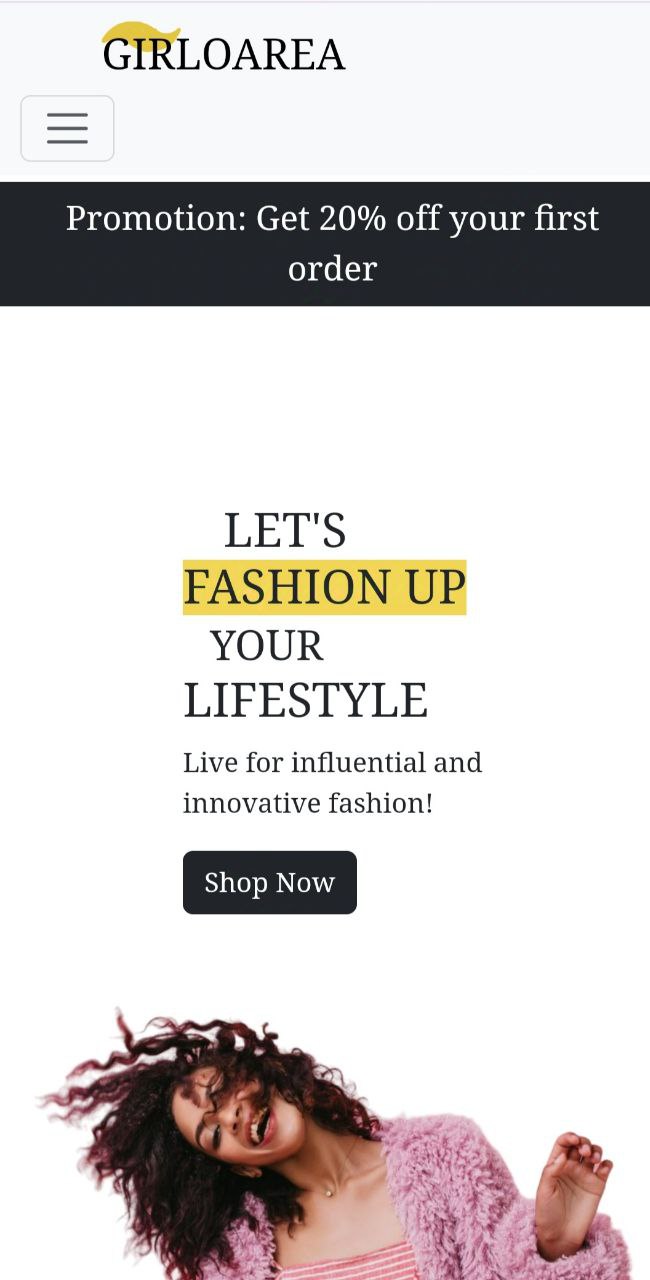 GIRLOAREA
Promotion: Get 20% off your first
order
LET'S
FASHION UP
YOUR
LIFESTYLE
Live for influential and
innovative fashion!
Shop Now